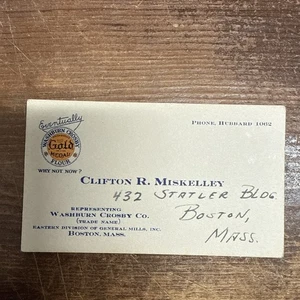 Eventually
WASHBURN CROSBY
Gold
MEDAL
FLOUR
WHY NOT NOW?
PHONE, HUBBARD 1002
CLIFTON R. MISKELLEY
432 STATLER BLDG.
BOSTON,
MASS.
REPRESENTING
WASHBURN CROSBY CO.
(TRADE NAME)
EASTERN DIVISION OF GENERAL MILLS, INC.
BOSTON, MASS.